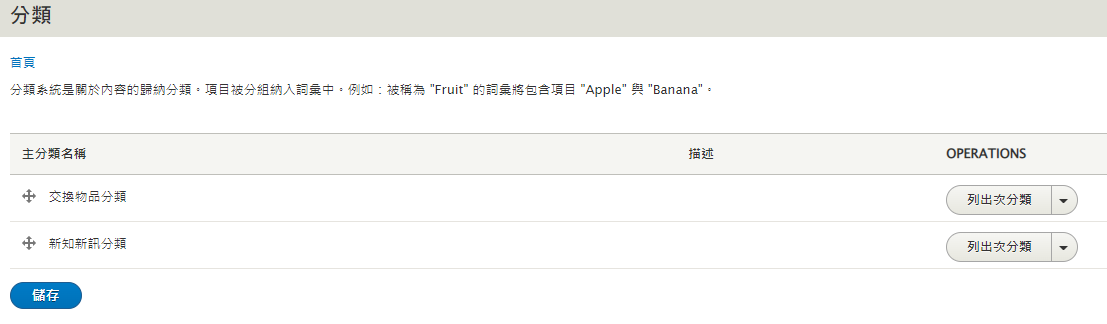 分類
首頁
分類系統是關於內容的歸納分類。項目被分組納入詞彙中。例如：被稱為 "Fruit" 的詞彙將包含項目 "Apple" 與 "Banana"。
主分類名稱 描述 OPERATIONS
交換物品分類 列出次分類
新知新訊分類 列出次分類
儲存